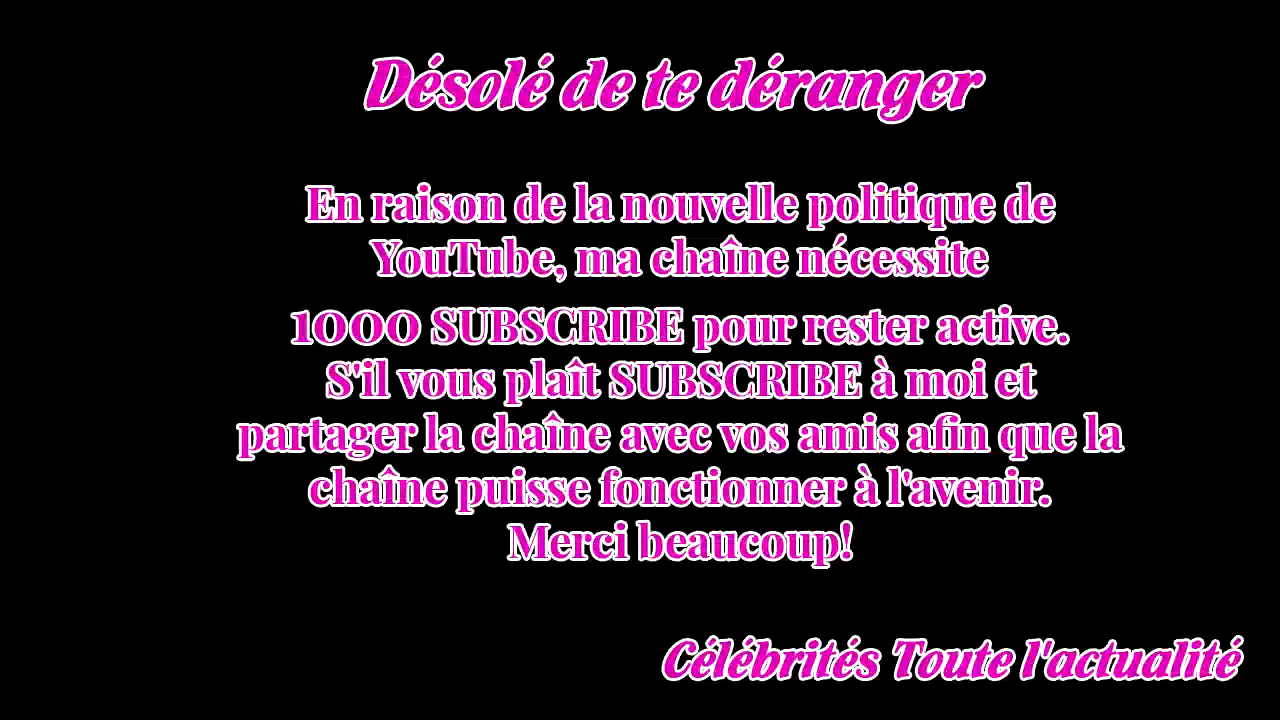 Désolé de te déranger
En raison de la nouvelle politique de
YouTube, ma chaîne nécessite
1000 SUBSCRIBE pour rester active.
S'il vous plaît SUBSCRIBE à moi et
partager la chaîne avec vos amis afin que la
chaîne puisse fonctionner à l'avenir.
Merci beaucoup!
Célébrités Toute l'actualité